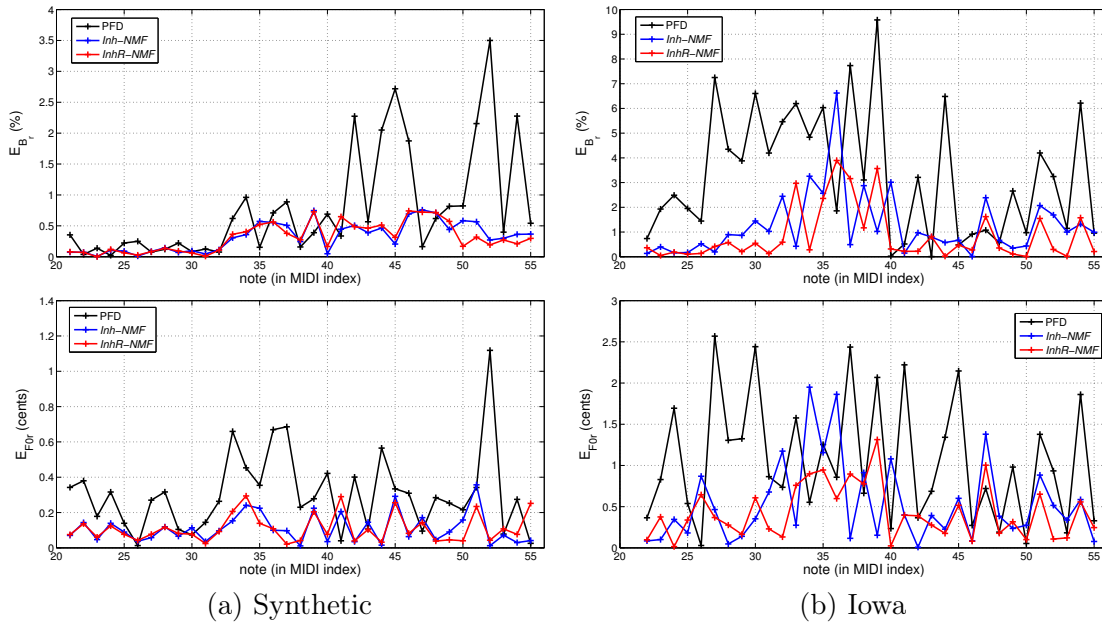 PFD
Inh−NMF
InhR−NMF
4
3.5
3
2.5
2
1.5
1
0.5
0
E_B_r (%)
20 25 30 35 40 45 50 55
note (in MIDI index)
PFD
Inh−NMF
InhR−NMF
10
9
8
7
6
5
4
3
2
1
0
E_B_r (%)
20 25 30 35 40 45 50 55
note (in MIDI index)
PFD
Inh−NMF
InhR−NMF
1.4
1.2
1
0.8
0.6
0.4
0.2
0
E_F0r (cents)
20 25 30 35 40 45 50 55
note (in MIDI index)
PFD
Inh−NMF
InhR−NMF
3
2.5
2
1.5
1
0.5
0
E_F0r (cents)
20 25 30 35 40 45 50 55
note (in MIDI index)
(a) Synthetic
(b) Iowa